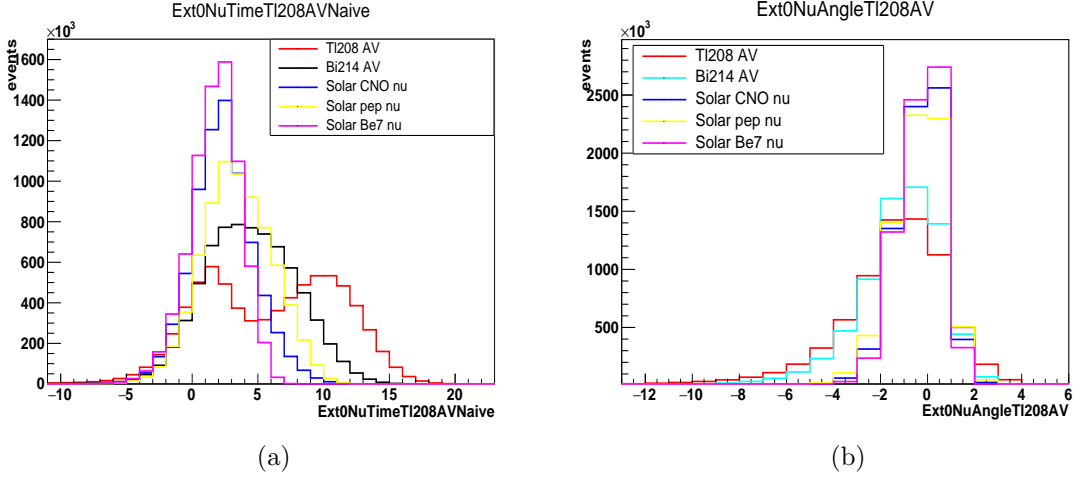 Ext0NuTimeTl208AVNaive
×10³
events
Tl208 AV
Bi214 AV
Solar CNO nu
Solar pep nu
Solar Be7 nu
1600
1400
1200
1000
800
600
400
200
0
−10 −5 0 5 10 15 20
Ext0NuTimeTl208AVNaive
(a)
Ext0NuAngleTl208AV
×10³
events
Tl208 AV
Bi214 AV
Solar CNO nu
Solar pep nu
Solar Be7 nu
2500
2000
1500
1000
500
−12 −10 −8 −6 −4 −2 0 2 4 6
Ext0NuAngleTl208AV
(b)